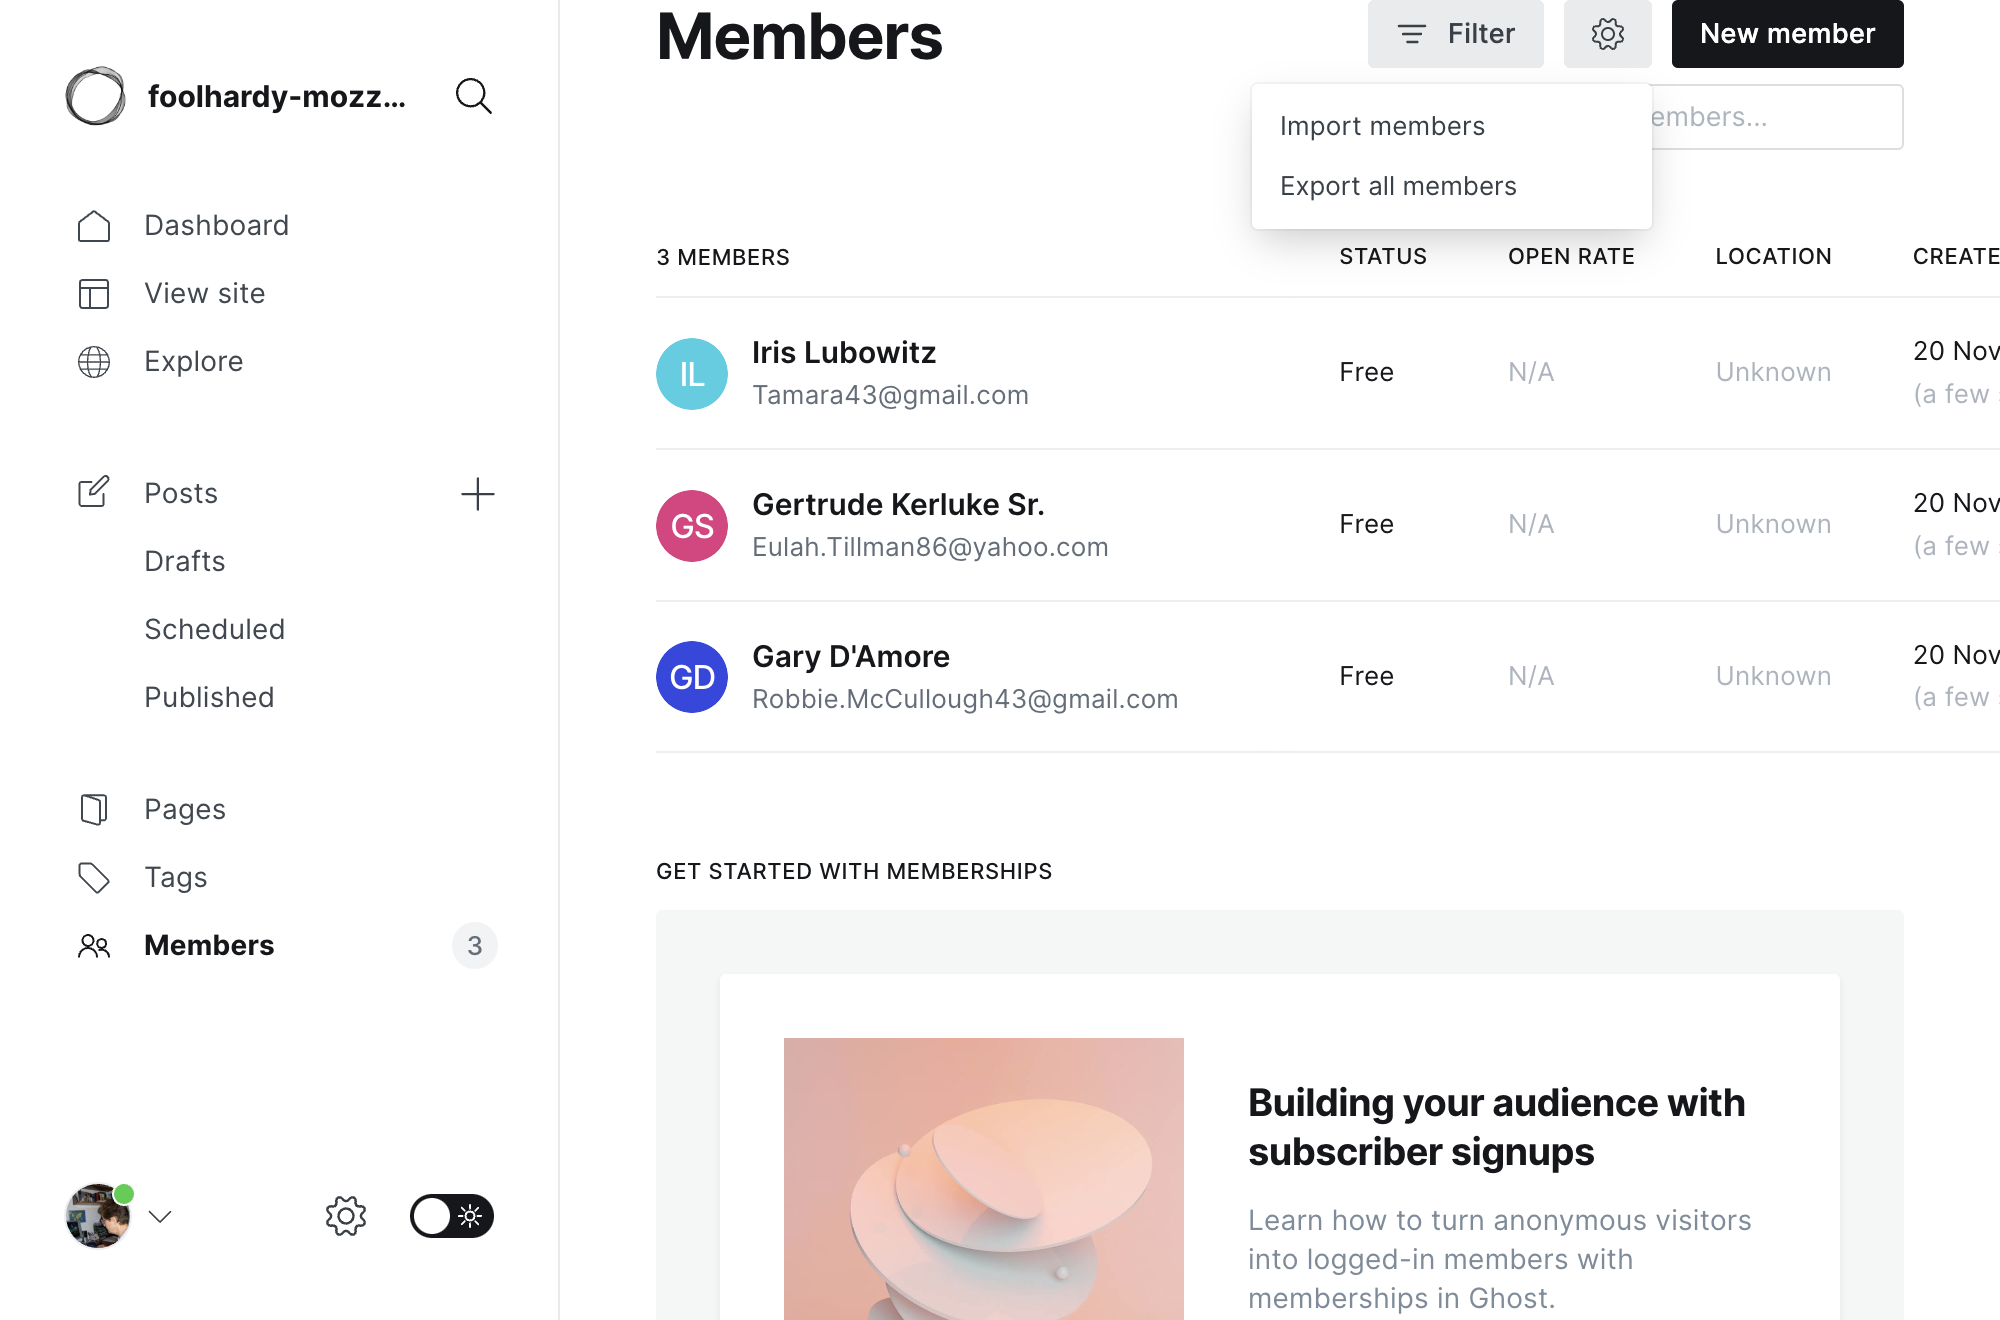 foolhardy-mozz...
Dashboard
View site
Explore
Posts
Drafts
Scheduled
Published
Pages
Tags
Members
3
Members
Filter
New member
Import members
Export all members
embers...
3 MEMBERS
STATUS
OPEN RATE
LOCATION
CREATE
IL
Iris Lubowitz
Tamara43@gmail.com
Free
N/A
Unknown
20 Nov
(a few
GS
Gertrude Kerluke Sr.
Eulah.Tillman86@yahoo.com
Free
N/A
Unknown
20 Nov
(a few
GD
Gary D'Amore
Robbie.McCullough43@gmail.com
Free
N/A
Unknown
20 Nov
(a few
GET STARTED WITH MEMBERSHIPS
Building your audience with
subscriber signups
Learn how to turn anonymous visitors
into logged-in members with
memberships in Ghost.